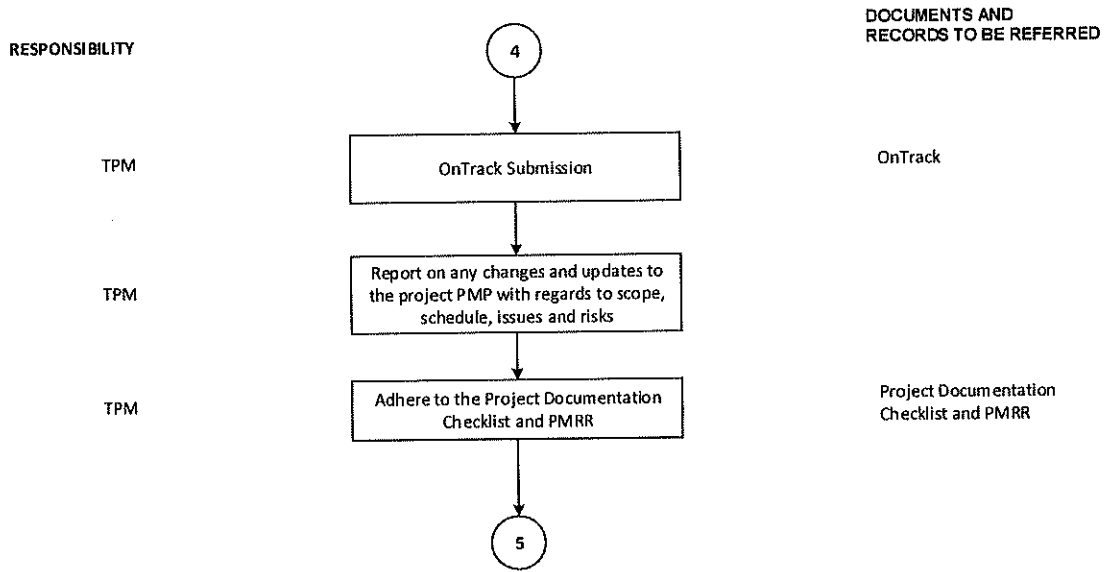 DOCUMENTS AND
RECORDS TO BE REFERRED
RESPONSIBILITY
4
TPM
OnTrack Submission
OnTrack
TPM
Report on any changes and updates to
the project PMP with regards to scope,
schedule, issues and risks
TPM
Adhere to the Project Documentation
Checklist and PMRR
Project Documentation
Checklist and PMRR
5